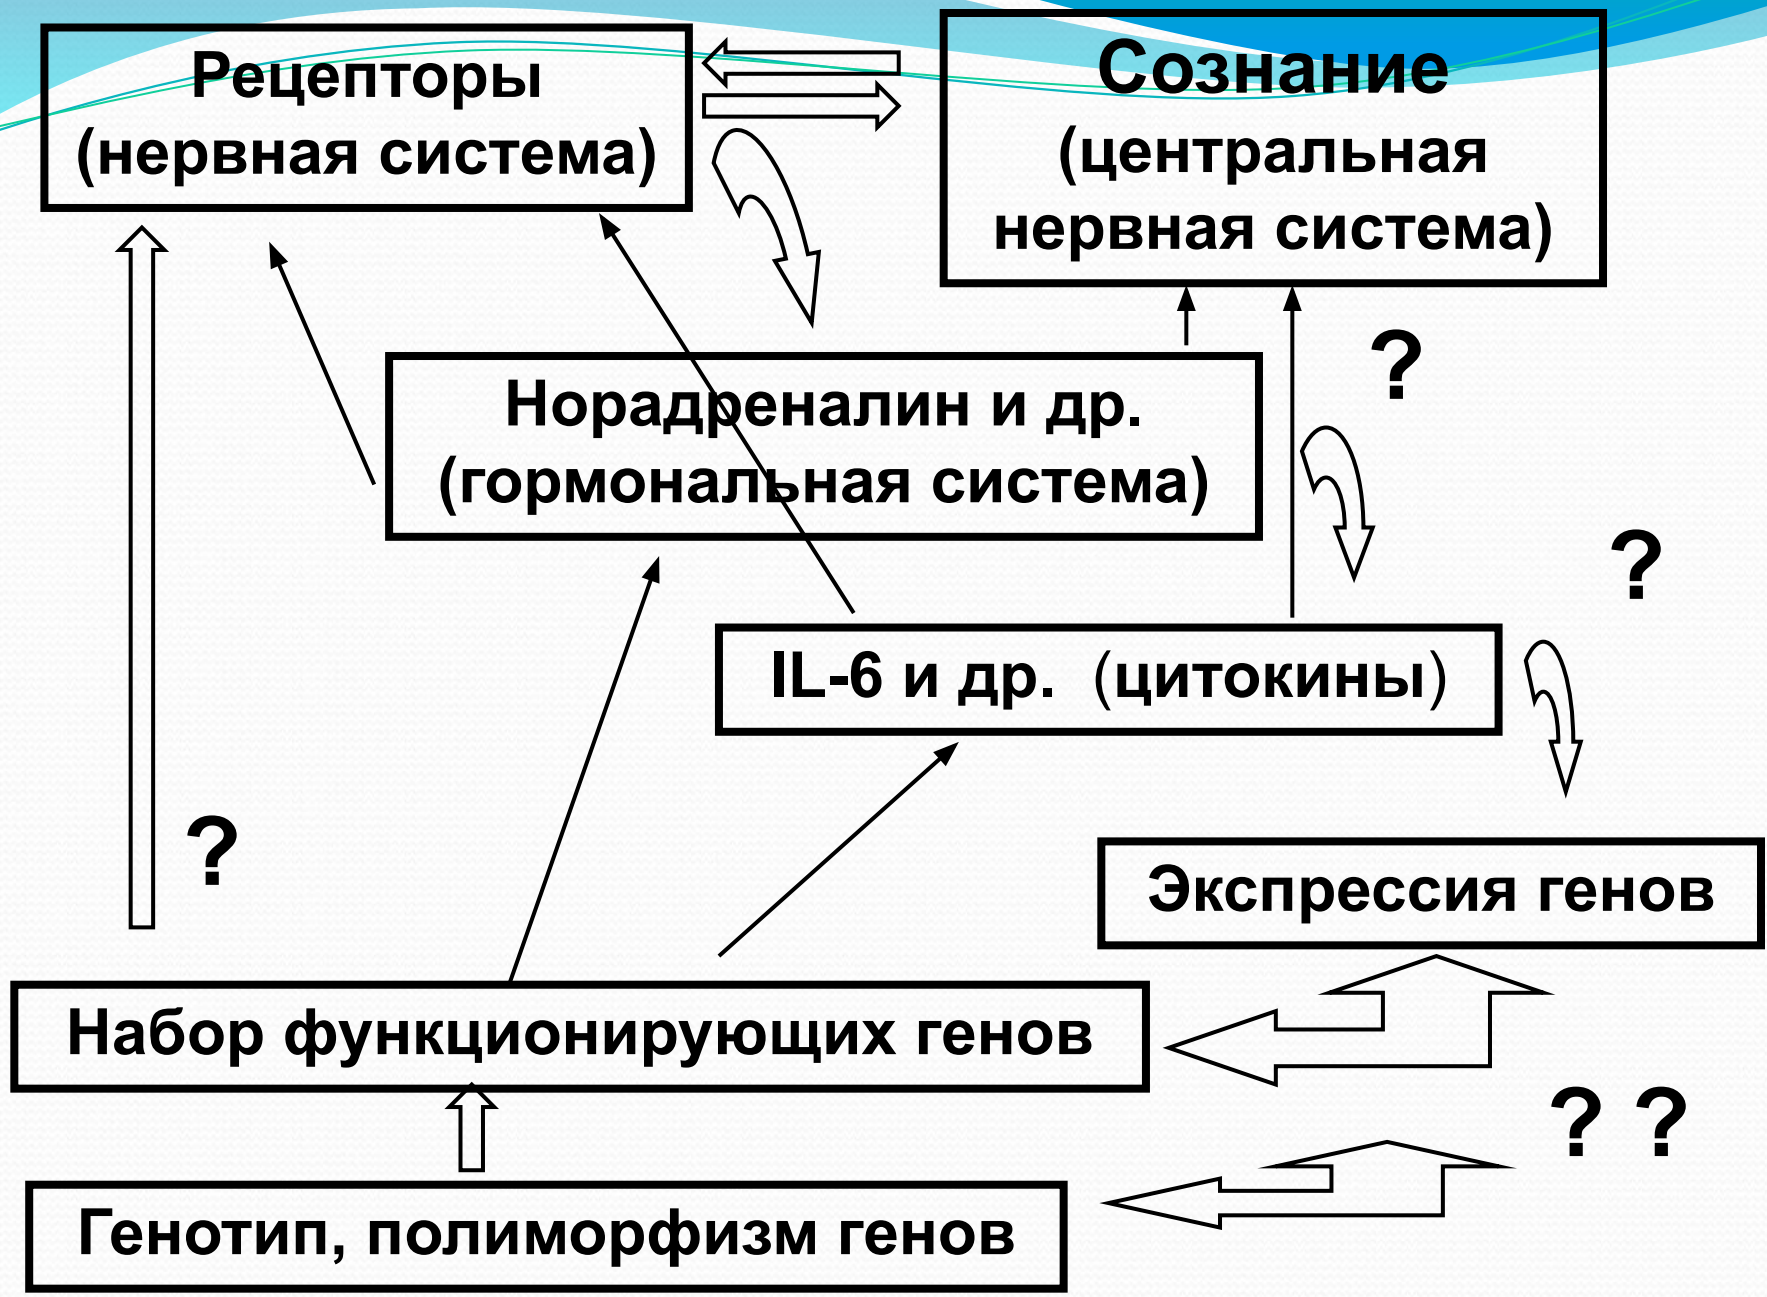 Рецепторы
(нервная система)
Сознание
(центральная
нервная система)
?
Норадреналин и др.
(гормональная система)
?
IL-6 и др. (цитокины)
?
Экспрессия генов
Набор функционирующих генов
? ?
Генотип, полиморфизм генов